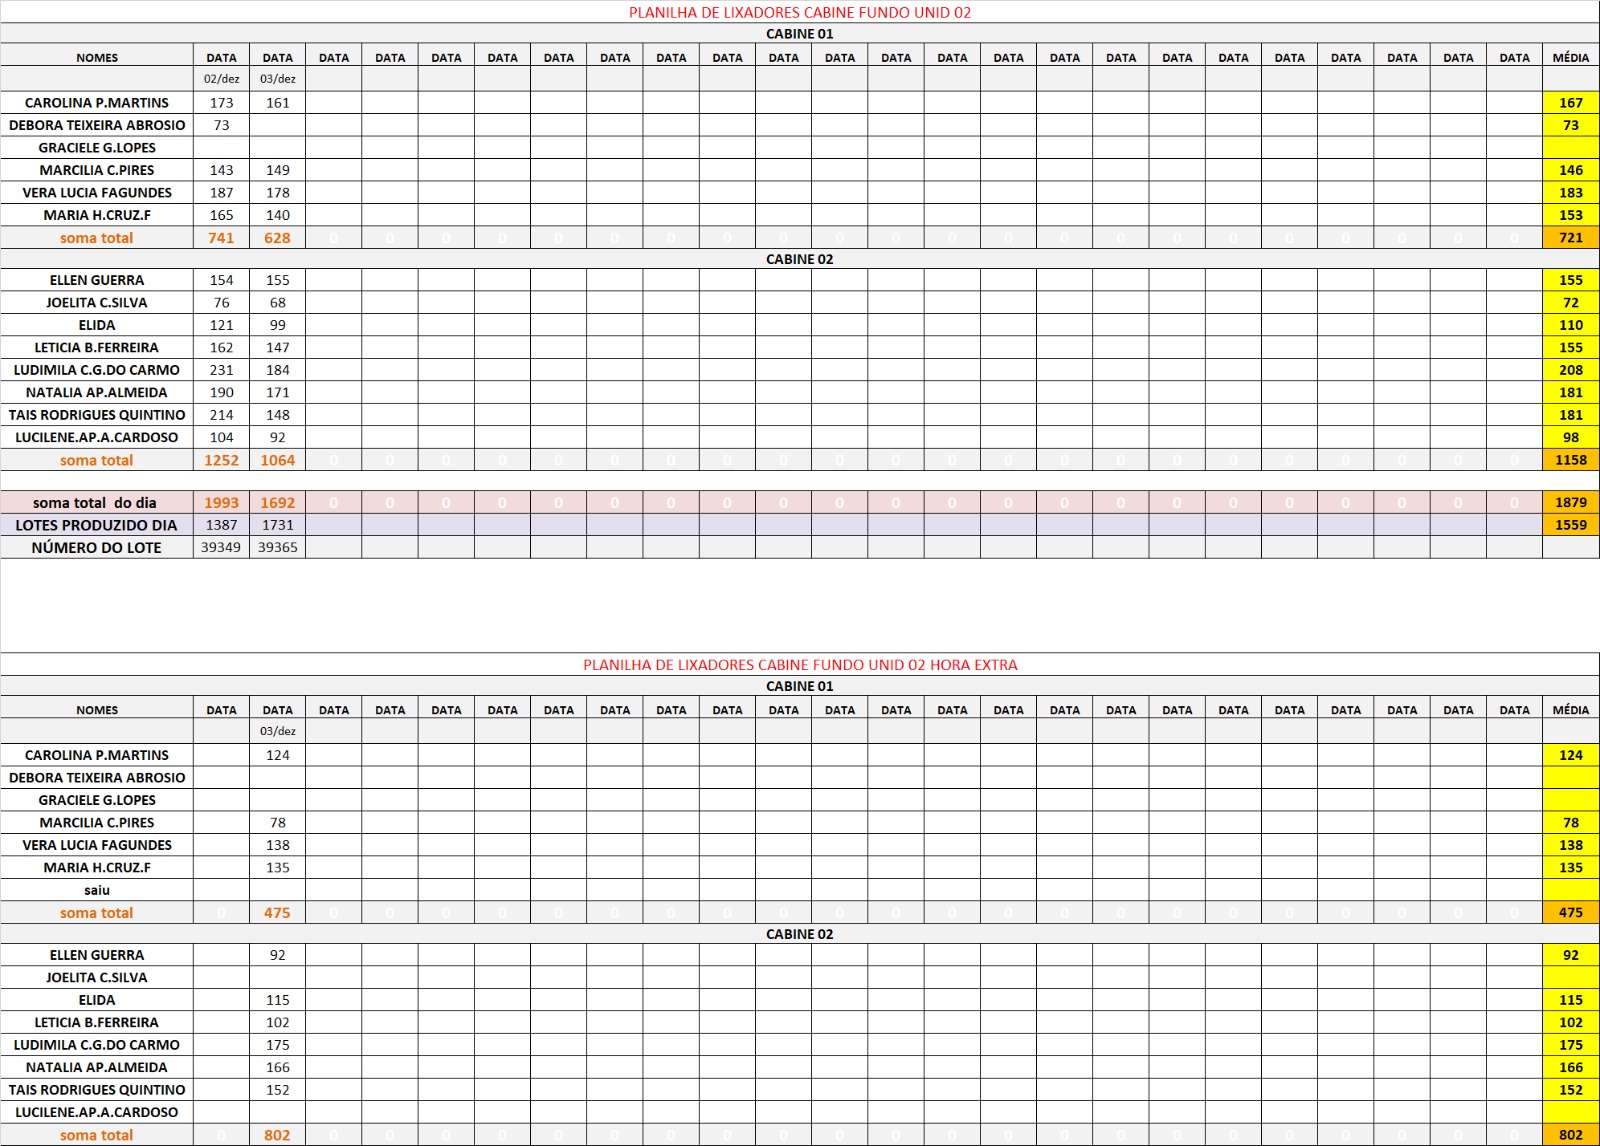 PLANILHA DE LIXADORES CABINE FUNDO UNID 02
CABINE 01
NOMES DATA DATA DATA DATA DATA DATA DATA DATA DATA DATA DATA DATA DATA DATA DATA DATA DATA DATA DATA DATA DATA DATA DATA DATA MÉDIA
02/dez 03/dez
CAROLINA P.MARTINS 173 161 167
DEBORA TEIXEIRA ABROSIO 73 73
GRACIELE G.LOPES
MARCILIA C.PIRES 143 149 146
VERA LUCIA FAGUNDES 187 178 183
MARIA H.CRUZ.F 165 140 153
soma total 741 628 0 0 0 0 0 0 0 0 0 0 0 0 0 0 0 0 0 0 0 0 0 0 721
CABINE 02
ELLEN GUERRA 154 155 155
JOELITA C.SILVA 76 68 72
ELIDA 121 99 110
LETICIA B.FERREIRA 162 147 155
LUDIMILA C.G.DO CARMO 231 184 208
NATALIA AP.ALMEIDA 190 171 181
TAIS RODRIGUES QUINTINO 214 148 181
LUCILENE.AP.A.CARDOSO 104 92 98
soma total 1252 1064 0 0 0 0 0 0 0 0 0 0 0 0 0 0 0 0 0 0 0 0 0 0 1158
soma total do dia 1993 1692 0 0 0 0 0 0 0 0 0 0 0 0 0 0 0 0 0 0 0 0 0 0 1879
LOTES PRODUZIDO DIA 1387 1731 1559
NÚMERO DO LOTE 39349 39365
PLANILHA DE LIXADORES CABINE FUNDO UNID 02 HORA EXTRA
CABINE 01
NOMES DATA DATA DATA DATA DATA DATA DATA DATA DATA DATA DATA DATA DATA DATA DATA DATA DATA DATA DATA DATA DATA DATA DATA DATA MÉDIA
03/dez
CAROLINA P.MARTINS 124 124
DEBORA TEIXEIRA ABROSIO
GRACIELE G.LOPES
MARCILIA C.PIRES 78 78
VERA LUCIA FAGUNDES 138 138
MARIA H.CRUZ.F 135 135
saiu
soma total 0 475 0 0 0 0 0 0 0 0 0 0 0 0 0 0 0 0 0 0 0 0 0 0 475
CABINE 02
ELLEN GUERRA 92 92
JOELITA C.SILVA
ELIDA 115 115
LETICIA B.FERREIRA 102 102
LUDIMILA C.G.DO CARMO 175 175
NATALIA AP.ALMEIDA 166 166
TAIS RODRIGUES QUINTINO 152 152
LUCILENE.AP.A.CARDOSO
soma total 0 802 0 0 0 0 0 0 0 0 0 0 0 0 0 0 0 0 0 0 0 0 0 0 802